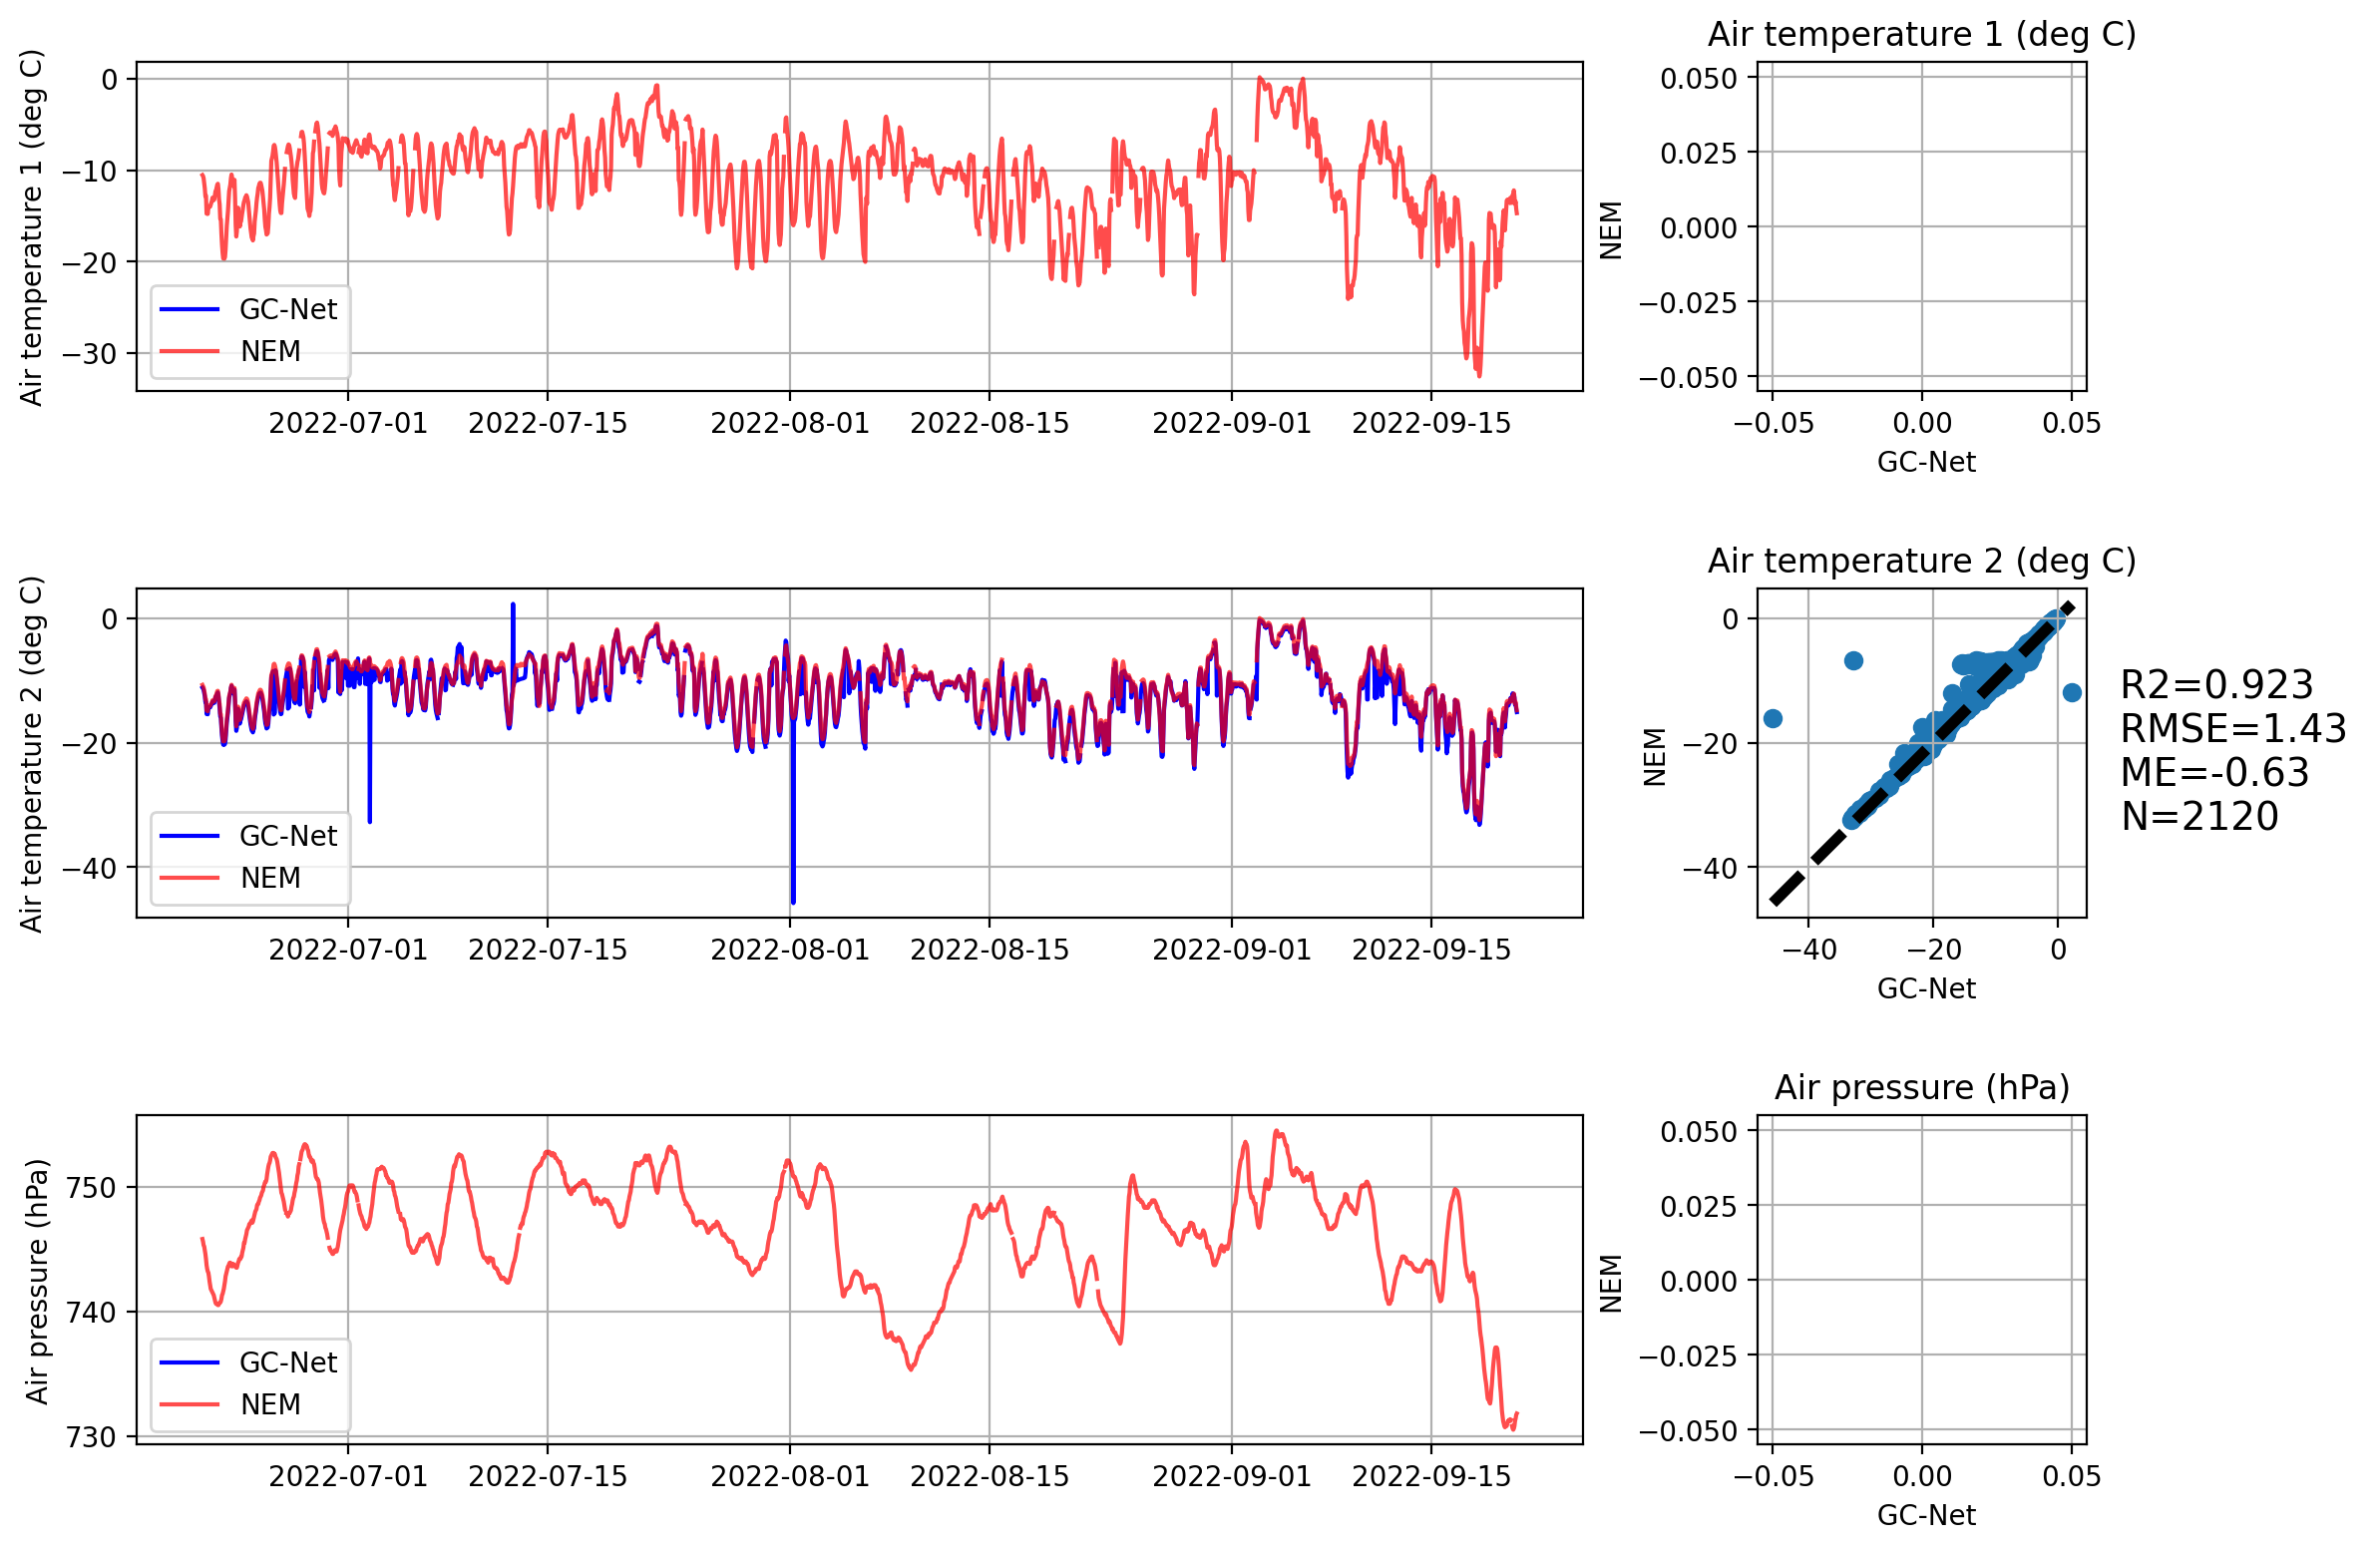 Air temperature 1 (deg C)
0
−10
−20
−30
GC-Net
NEM
2022-07-01 2022-07-15 2022-08-01 2022-08-15 2022-09-01 2022-09-15
Air temperature 1 (deg C)
NEM
0.050
0.025
0.000
−0.025
−0.050
−0.05 0.00 0.05
GC-Net
Air temperature 2 (deg C)
0
−20
−40
GC-Net
NEM
2022-07-01 2022-07-15 2022-08-01 2022-08-15 2022-09-01 2022-09-15
Air temperature 2 (deg C)
NEM
0
−20
−40
−40 −20 0
GC-Net
R2=0.923
RMSE=1.43
ME=-0.63
N=2120
Air pressure (hPa)
750
740
730
GC-Net
NEM
2022-07-01 2022-07-15 2022-08-01 2022-08-15 2022-09-01 2022-09-15
Air pressure (hPa)
NEM
0.050
0.025
0.000
−0.025
−0.050
−0.05 0.00 0.05
GC-Net